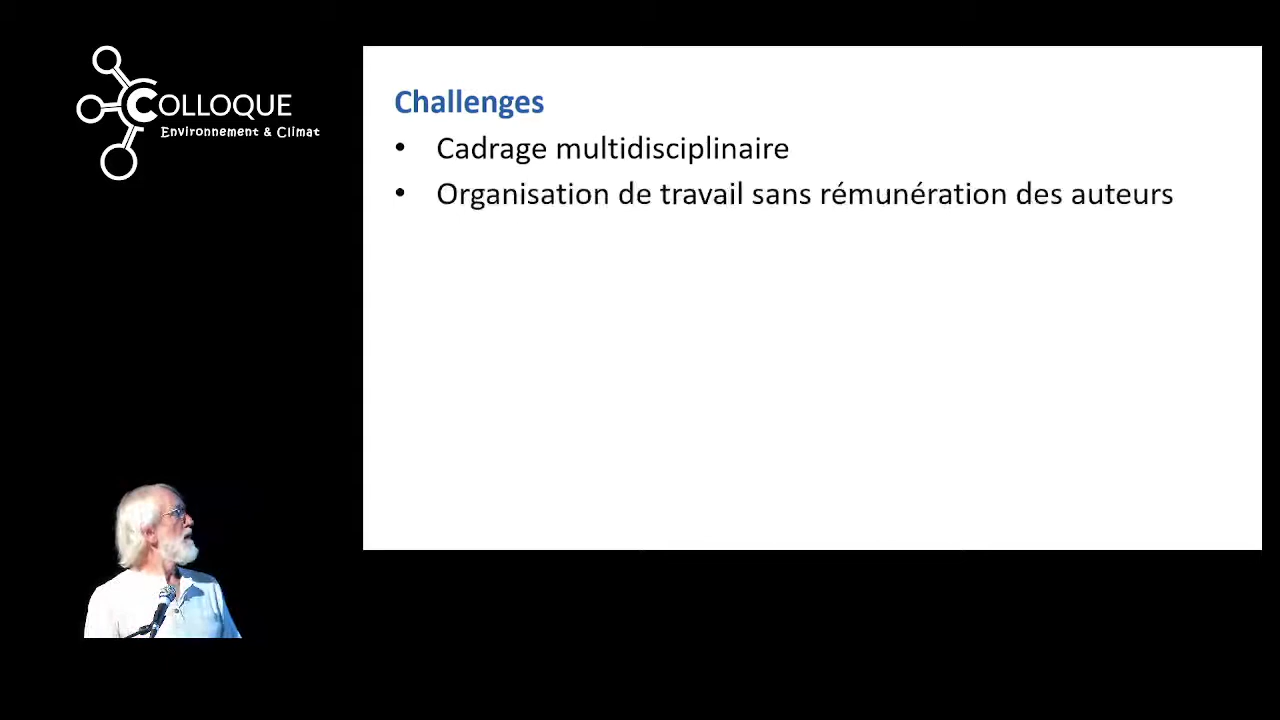 COLLOQUE
Environnement & Climat
Challenges
• Cadrage multidisciplinaire
• Organisation de travail sans rémunération des auteurs